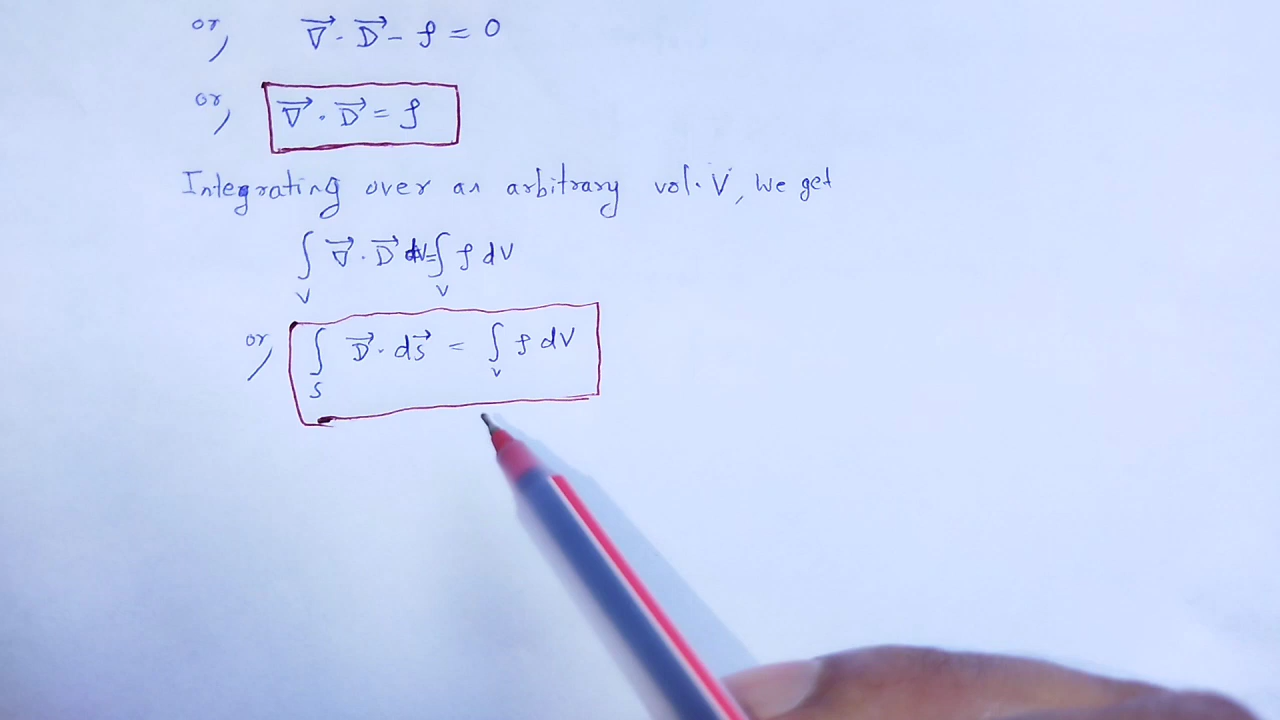 or, ∇⃗ · D⃗ - ρ = 0
or, ∇⃗ · D⃗ = ρ
Integrating over an arbitrary vol. V, we get
∫_V ∇⃗ · D⃗ dV = ∫_V ρ dV
or, ∫_S D⃗ · ds⃗ = ∫_V ρ dV